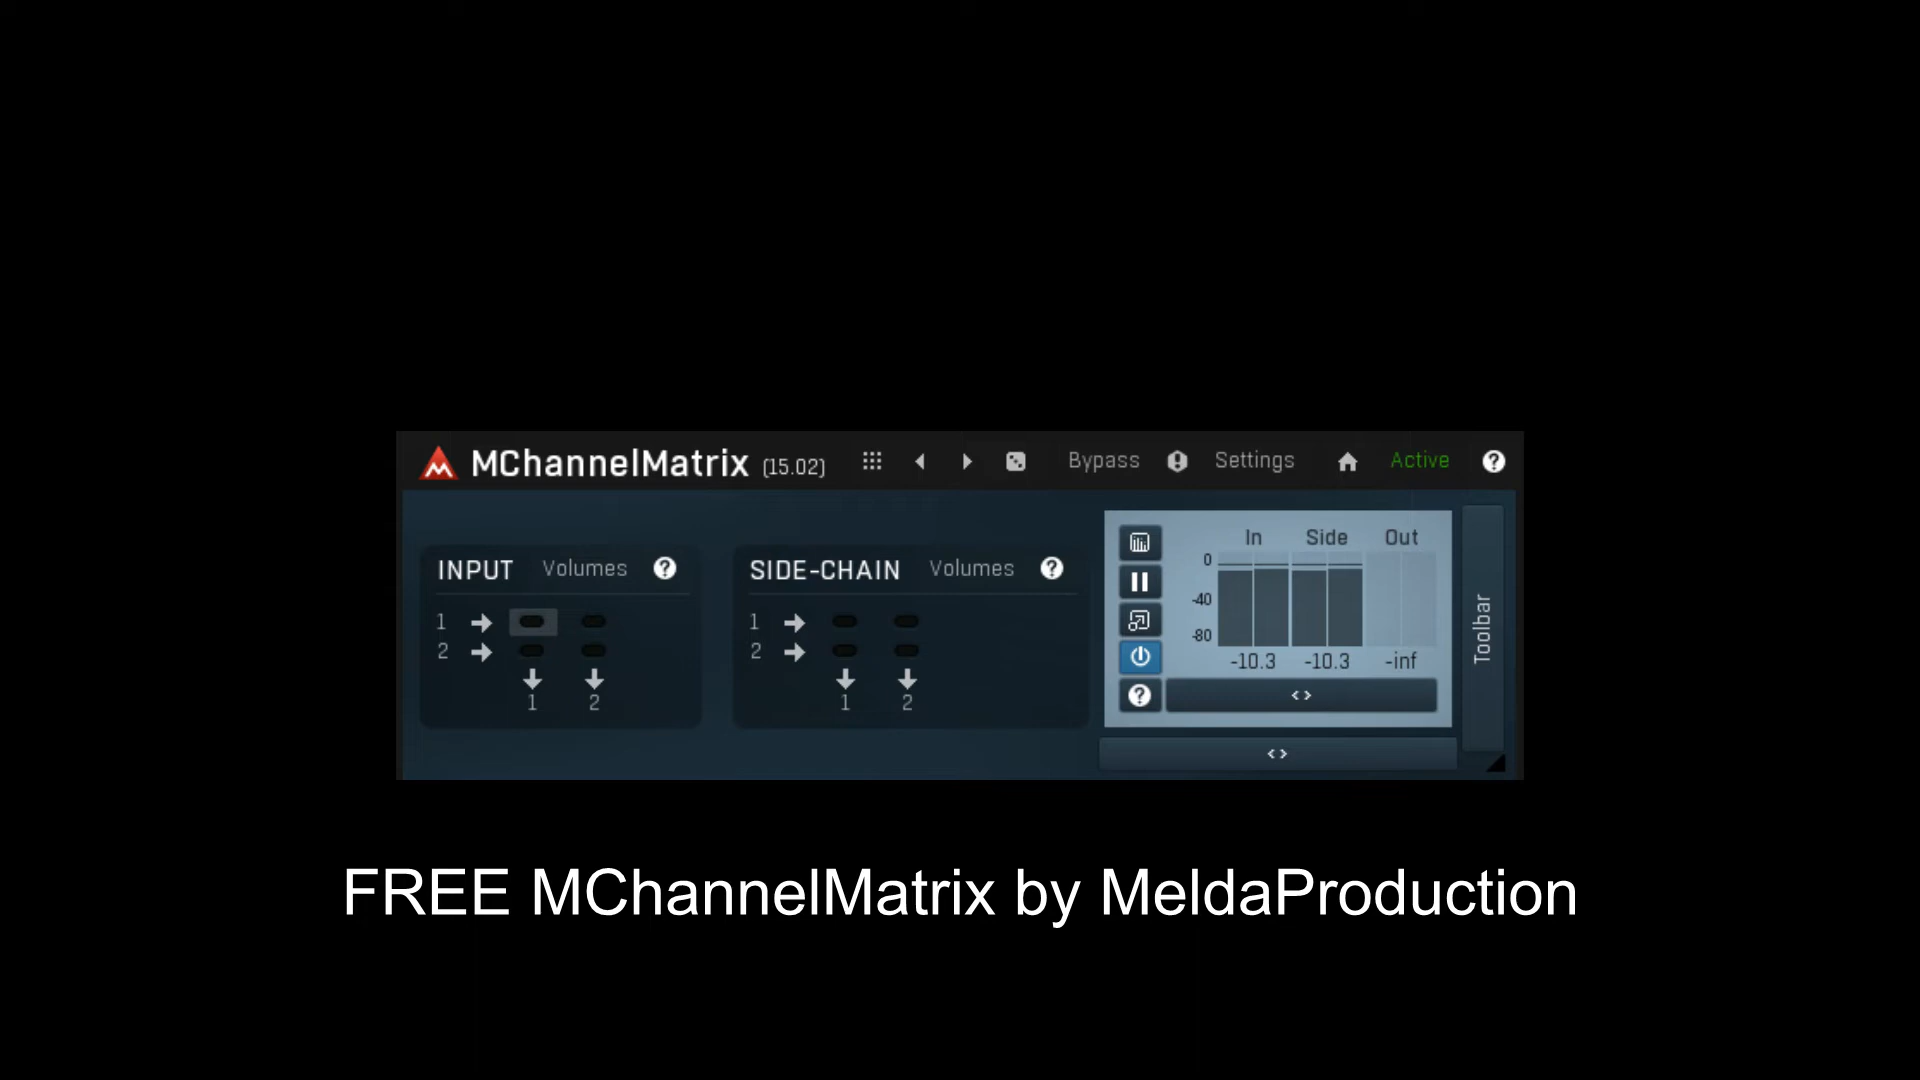 MChannelMatrix (15.02) Bypass Settings Active ?
INPUT Volumes ?
1
2
1 2
SIDE-CHAIN Volumes ?
1
2
1 2
In Side Out
0
-40
-80
-10.3 -10.3 -inf
?
<>
<>
Toolbar
FREE MChannelMatrix by MeldaProduction